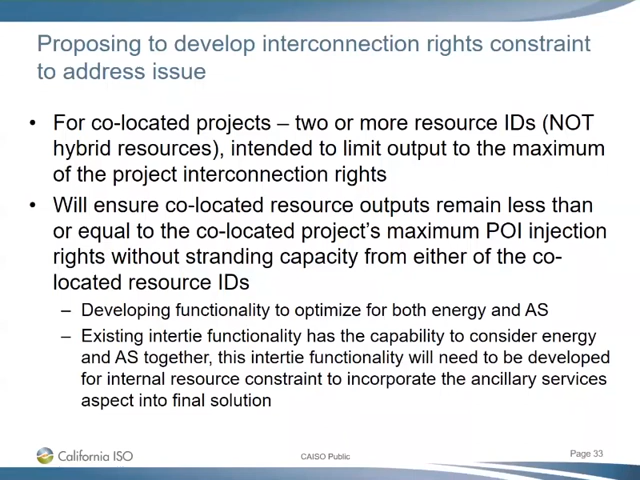 Proposing to develop interconnection rights constraint
to address issue
• For co-located projects – two or more resource IDs (NOT
hybrid resources), intended to limit output to the maximum
of the project interconnection rights
• Will ensure co-located resource outputs remain less than
or equal to the co-located project's maximum POI injection
rights without stranding capacity from either of the co-
located resource IDs
– Developing functionality to optimize for both energy and AS
– Existing intertie functionality has the capability to consider energy
and AS together, this intertie functionality will need to be developed
for internal resource constraint to incorporate the ancillary services
aspect into final solution
California ISO
CAISO Public
Page 33